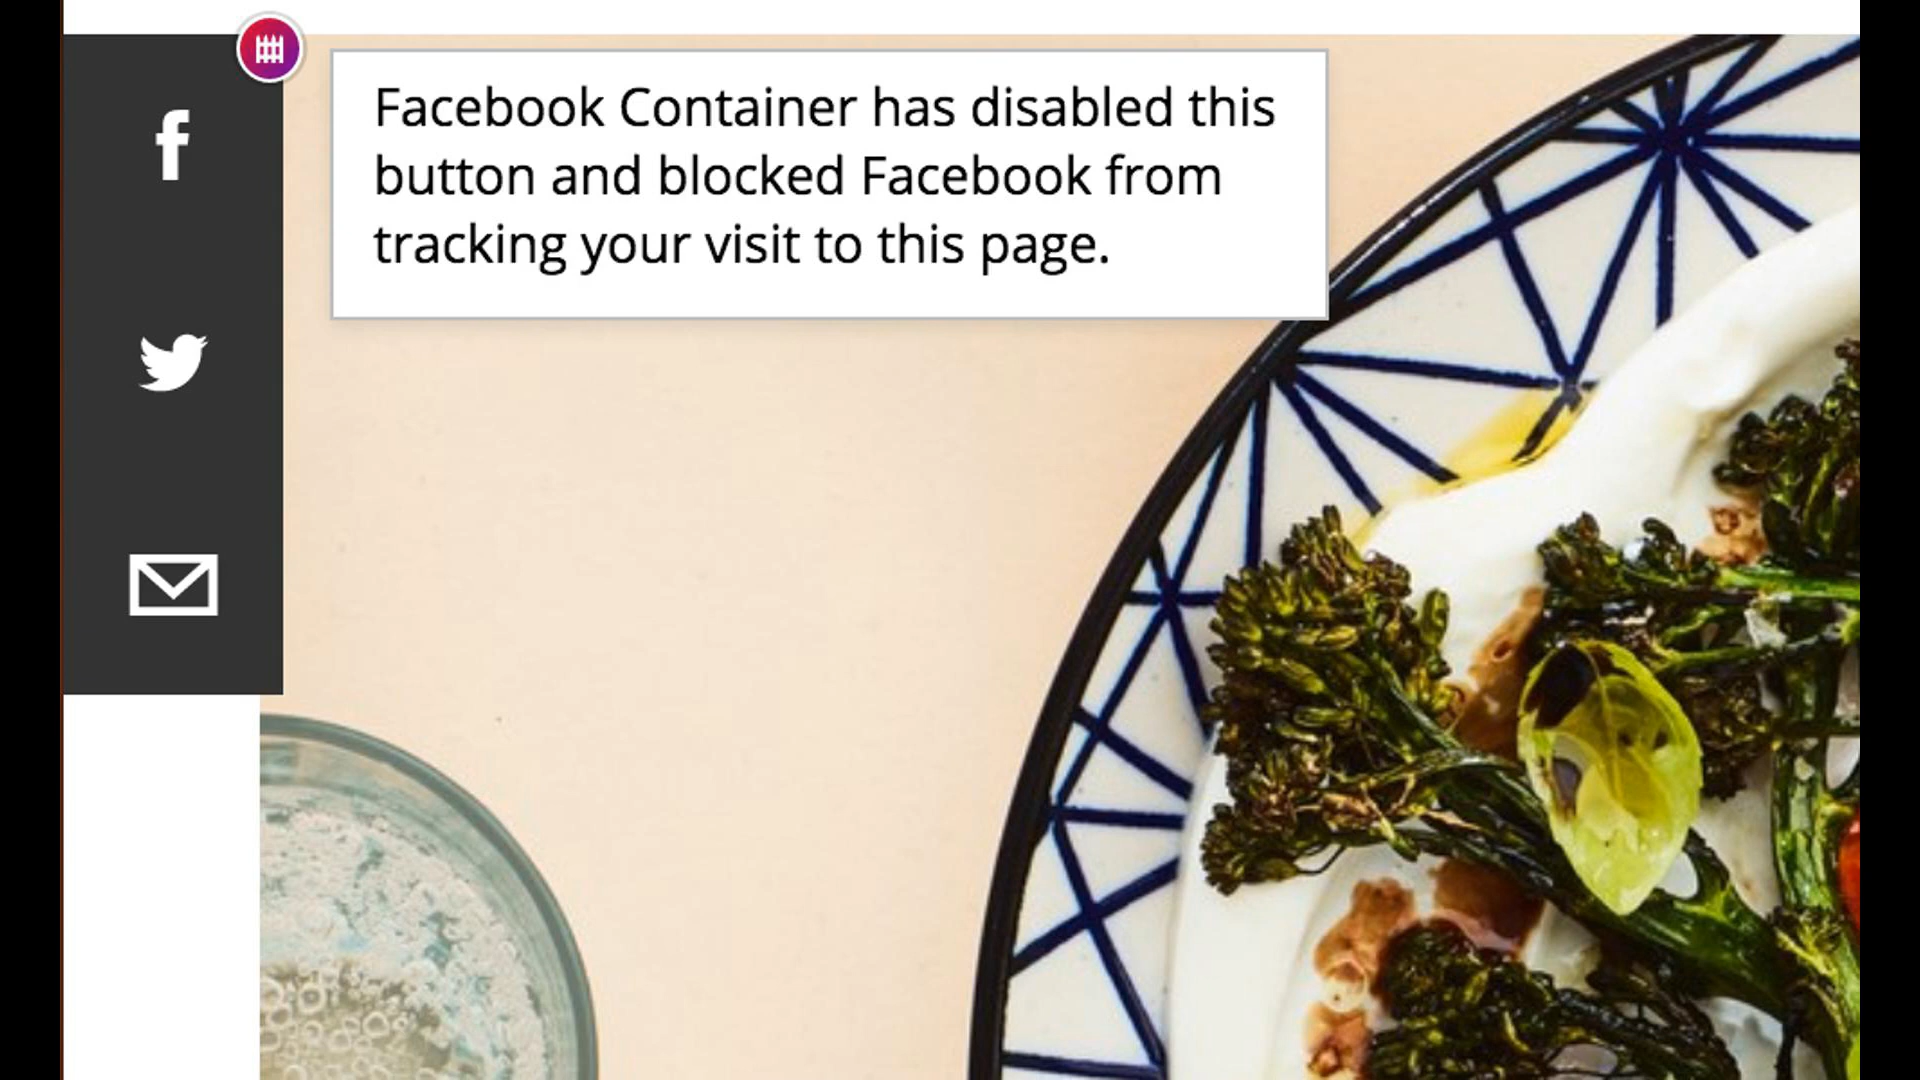 Facebook Container has disabled this
button and blocked Facebook from
tracking your visit to this page.